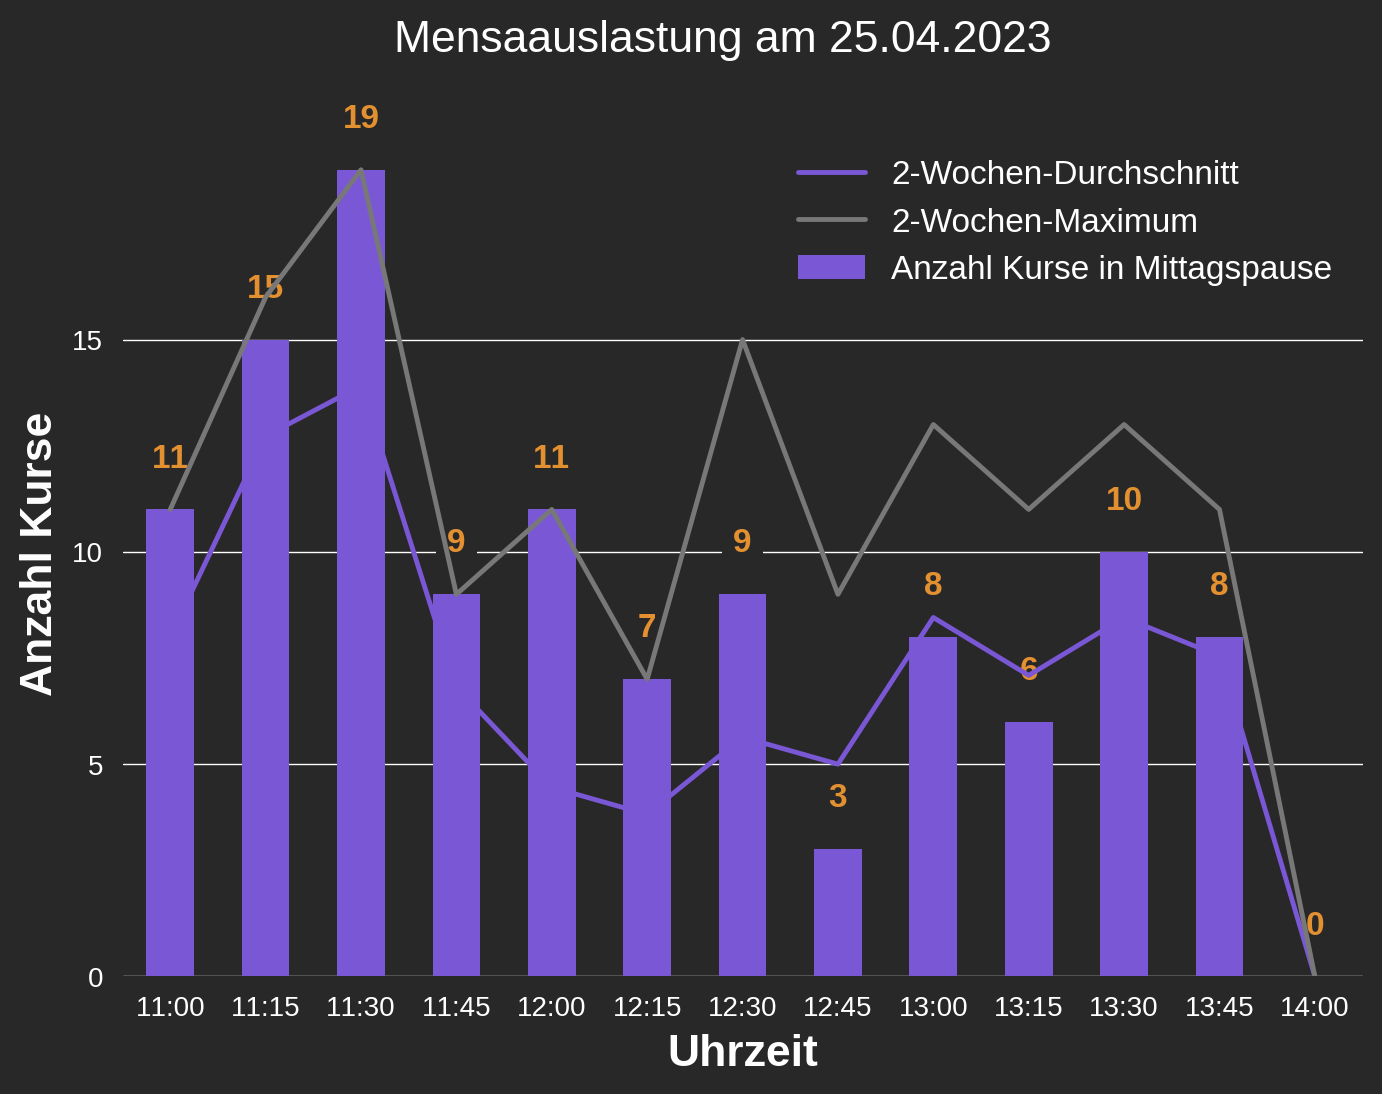 Mensaauslastung am 25.04.2023
19
2-Wochen-Durchschnitt
2-Wochen-Maximum
Anzahl Kurse in Mittagspause
15
15
11
11
10
10
9
9
8
8
7
6
5
3
0
0
Anzahl Kurse
11:00 11:15 11:30 11:45 12:00 12:15 12:30 12:45 13:00 13:15 13:30 13:45 14:00
Uhrzeit